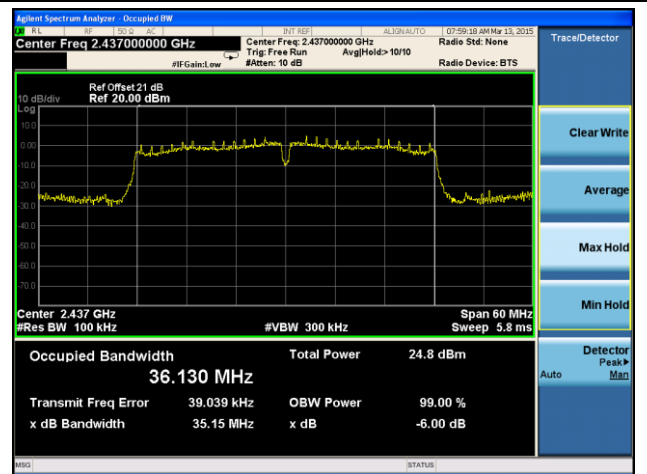 Agilent Spectrum Analyzer - Occupied BW
RL RF 50 Ω AC INT REF ALIGNAUTO 07:59:18 AM Mar 13, 2015
Center Freq 2.437000000 GHz
Center Freq: 2.437000000 GHz
Radio Std: None
Trig: Free Run Avg|Hold:> 10/10
#IFGain:Low
#Atten: 10 dB
Radio Device: BTS
Trace/Detector
Ref Offset 21 dB
10 dB/div Ref 20.00 dBm
Log
10.0
0.00
-10.0
-20.0
-30.0
-40.0
-50.0
-60.0
-70.0
Center 2.437 GHz Span 60 MHz
#Res BW 100 kHz #VBW 300 kHz Sweep 5.8 ms
Occupied Bandwidth Total Power 24.8 dBm
36.130 MHz
Transmit Freq Error 39.039 kHz OBW Power 99.00 %
x dB Bandwidth 35.15 MHz x dB -6.00 dB
Clear Write
Average
Max Hold
Min Hold
Detector
Peak▶
Auto Man
MSG STATUS